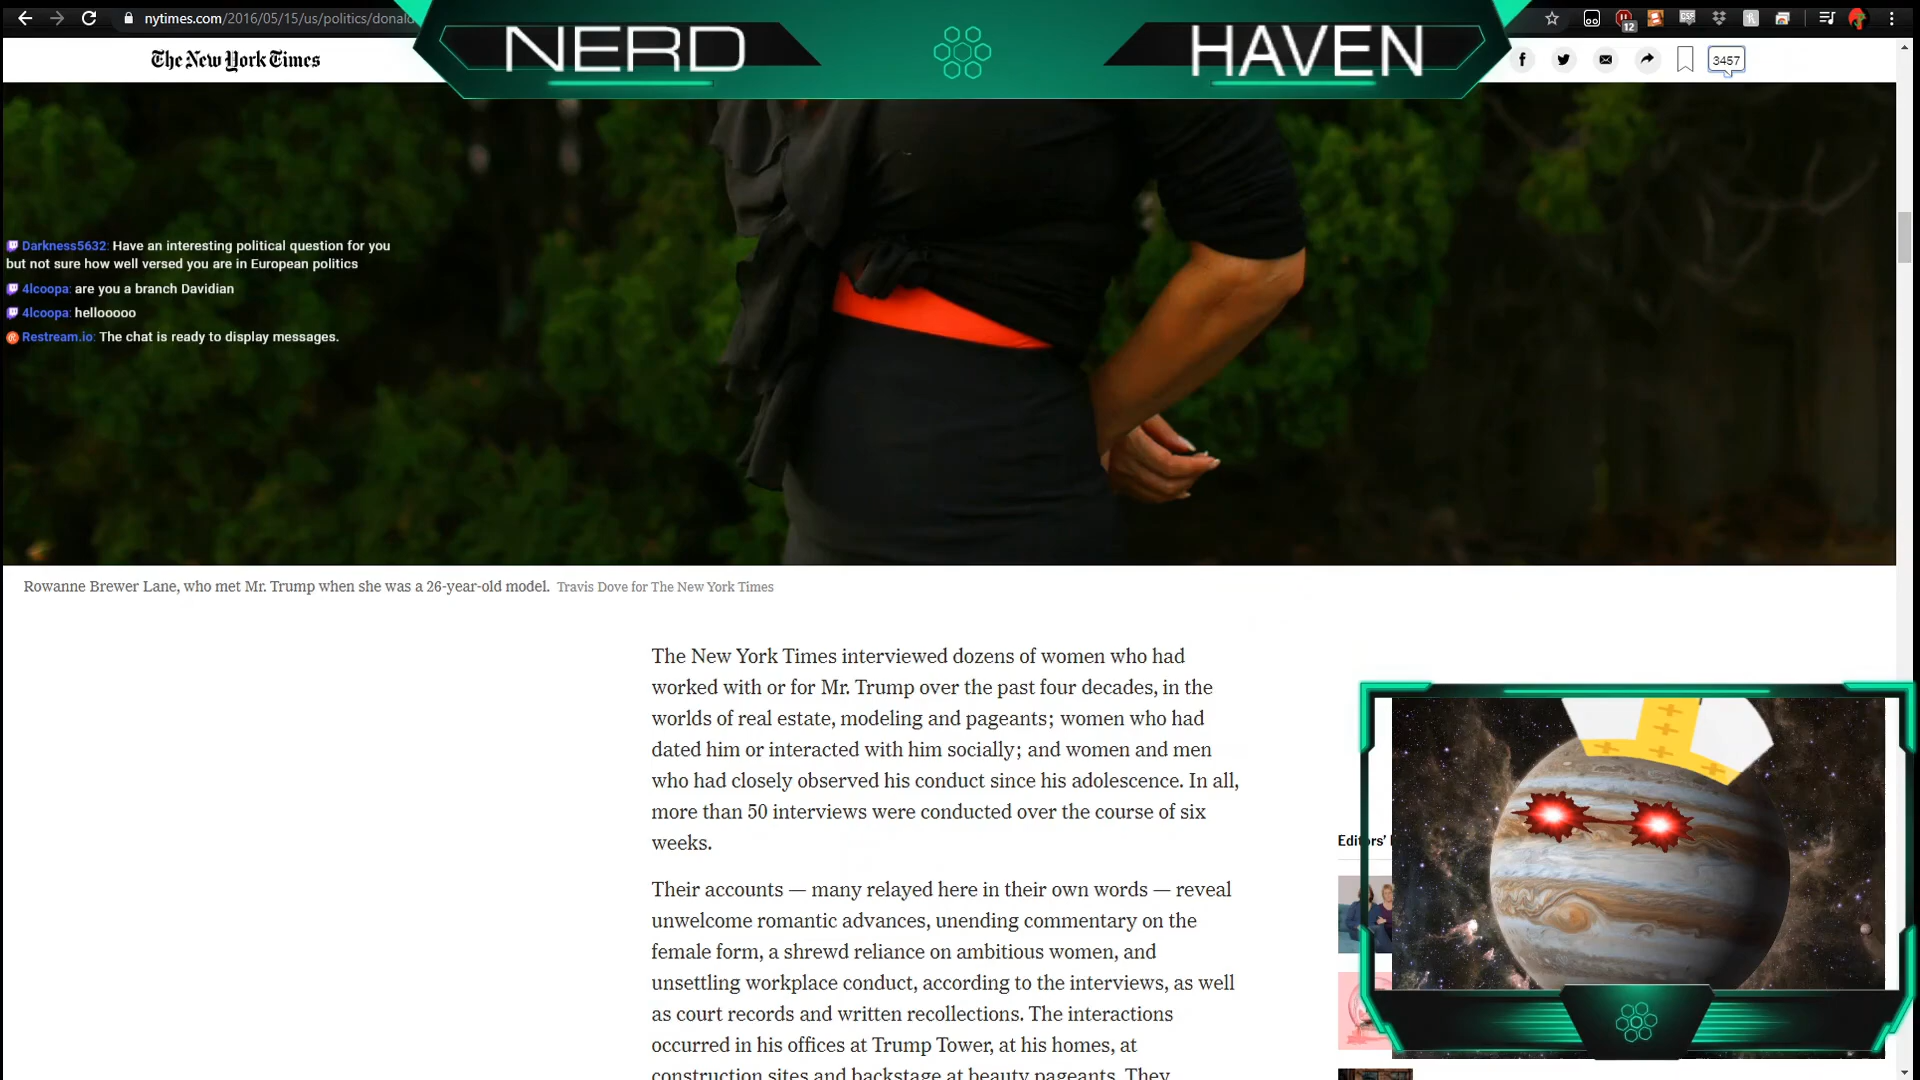 nytimes.com/2016/05/15/us/politics/donald
NERD
HAVEN
12
The New York Times
3457
Darkness5632: Have an interesting political question for you
but not sure how well versed you are in European politics
4lcoopa: are you a branch Davidian
4lcoopa: hellooooo
Restream.io: The chat is ready to display messages.
Rowanne Brewer Lane, who met Mr. Trump when she was a 26-year-old model. Travis Dove for The New York Times
The New York Times interviewed dozens of women who had
worked with or for Mr. Trump over the past four decades, in the
worlds of real estate, modeling and pageants; women who had
dated him or interacted with him socially; and women and men
who had closely observed his conduct since his adolescence. In all,
more than 50 interviews were conducted over the course of six
weeks.
Their accounts — many relayed here in their own words — reveal
unwelcome romantic advances, unending commentary on the
female form, a shrewd reliance on ambitious women, and
unsettling workplace conduct, according to the interviews, as well
as court records and written recollections. The interactions
occurred in his offices at Trump Tower, at his homes, at
construction sites and backstage at beauty pageants. They
Editors'